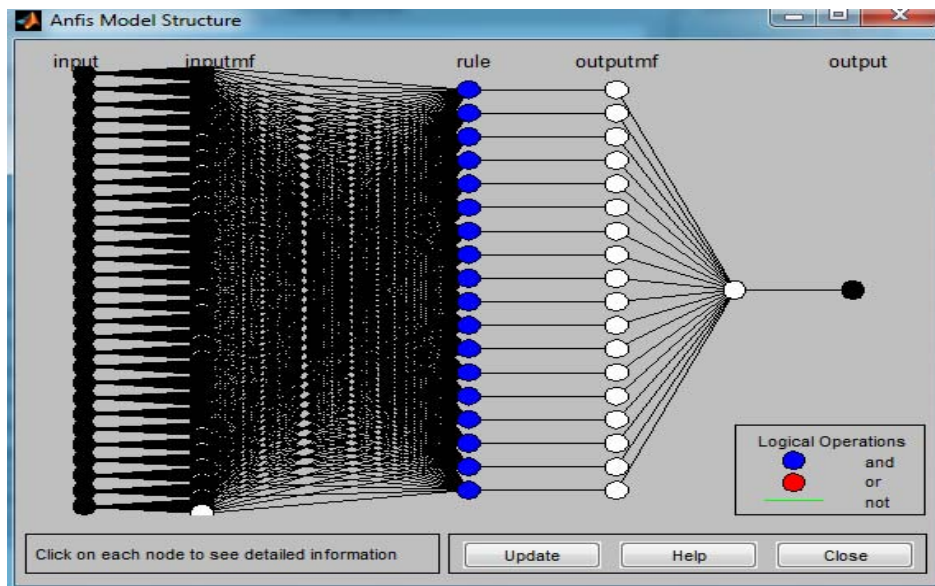 Anfis Model Structure
input inputmf rule outputmf output
Logical Operations
and
or
not
Click on each node to see detailed information
Update Help Close